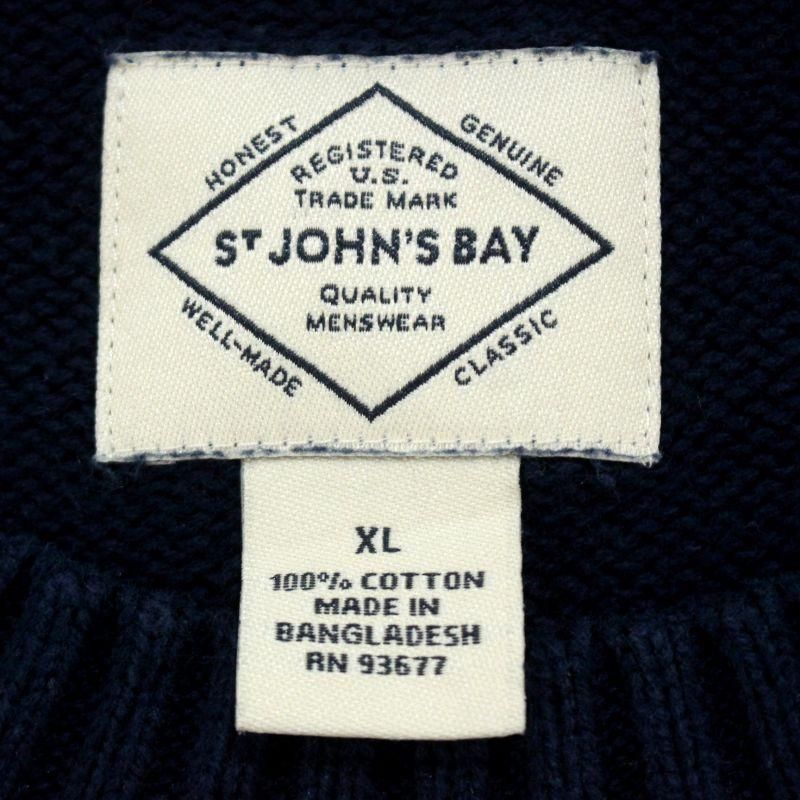 HONEST
GENUINE
REGISTERED
U.S.
TRADE MARK
ST JOHN'S BAY
QUALITY
MENSWEAR
WELL-MADE
CLASSIC
XL
100% COTTON
MADE IN
BANGLADESH
RN 93677